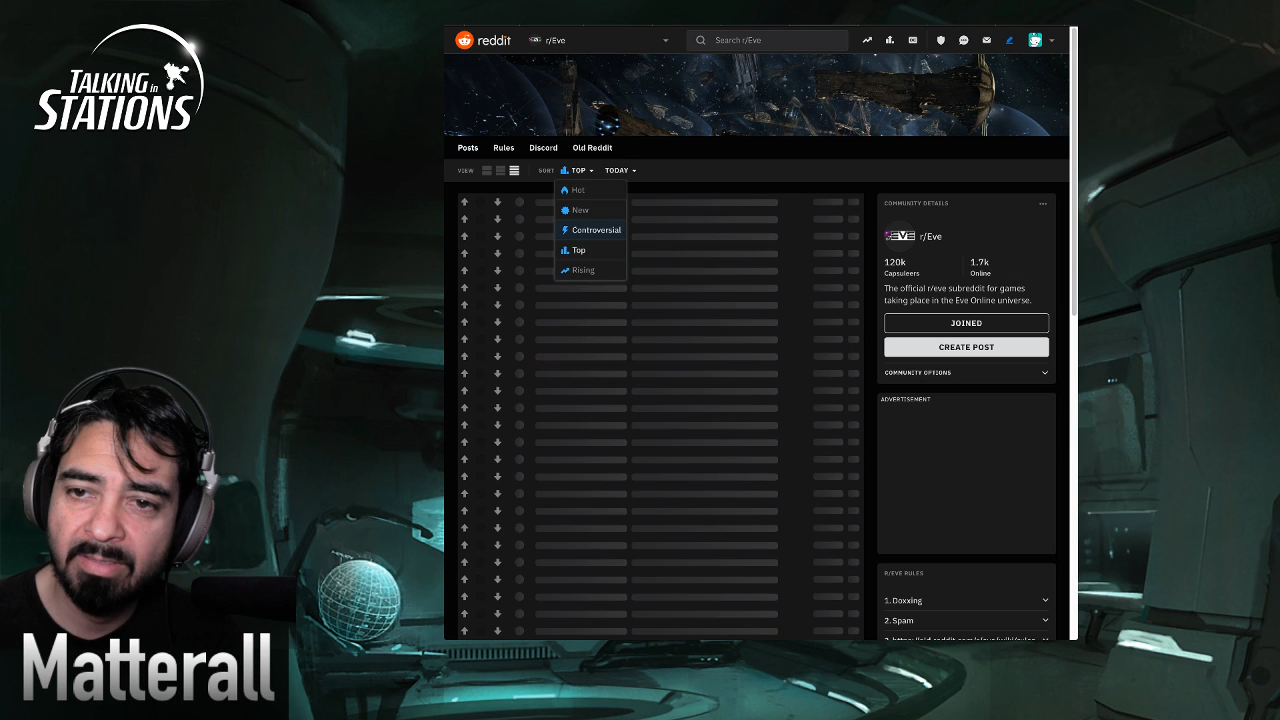 TALKING in
STATIONS
reddit
r/Eve
Search r/Eve
Posts
Rules
Discord
Old Reddit
VIEW
SORT
TOP
TODAY
Hot
New
Controversial
Top
Rising
COMMUNITY DETAILS
EVE
r/Eve
120k
1.7k
Capsuleers
Online
The official r/eve subreddit for games
taking place in the Eve Online universe.
JOINED
CREATE POST
COMMUNITY OPTIONS
ADVERTISEMENT
R/EVE RULES
1. Doxxing
2. Spam
Matterall